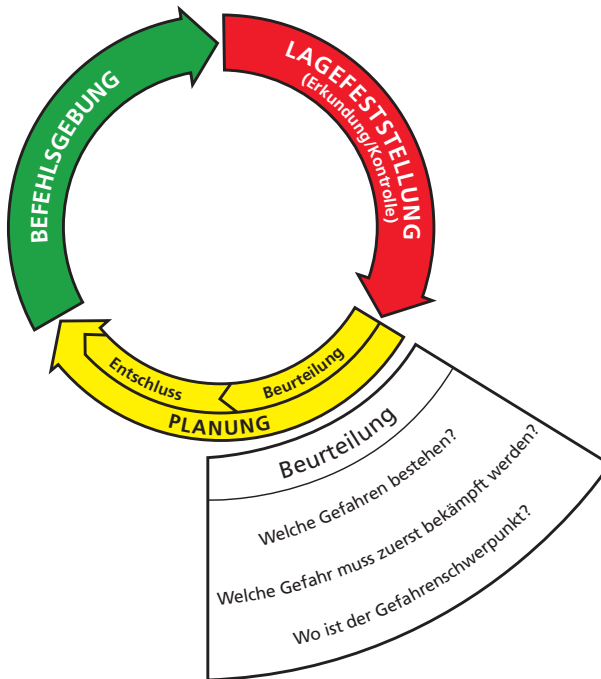 LAGEFESTSTELLUNG
(Erkundung/Kontrolle)
BEFEHLSGEBUNG
Entschluss
Beurteilung
PLANUNG
Beurteilung
Welche Gefahren bestehen?
Welche Gefahr muss zuerst bekämpft werden?
Wo ist der Gefahrenschwerpunkt?